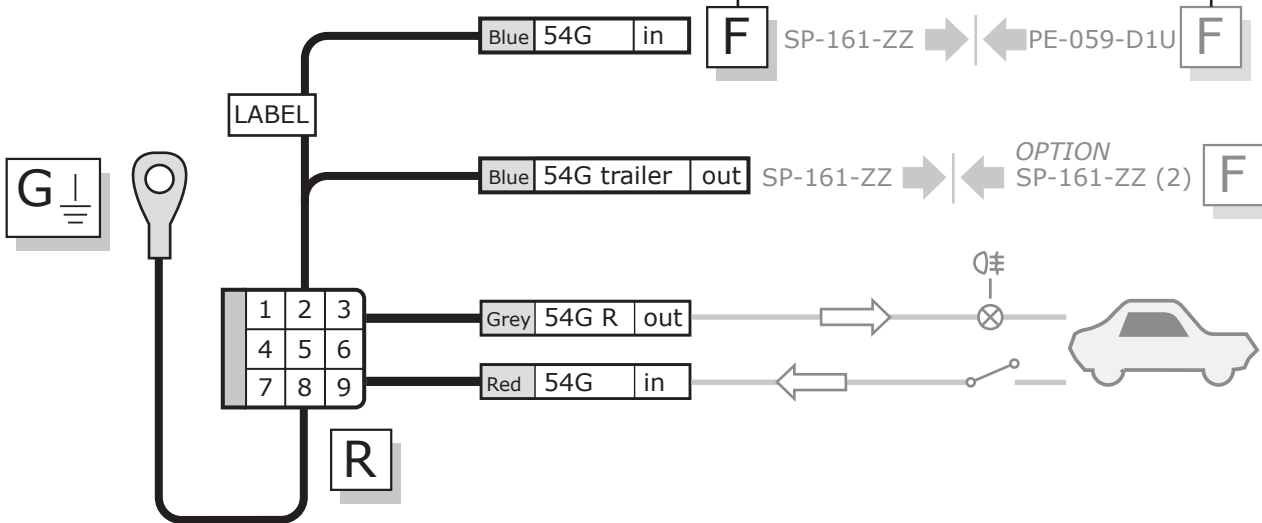 Blue 54G in F SP-161-ZZ PE-059-D1U F
LABEL
OPTION
Blue 54G trailer out SP-161-ZZ SP-161-ZZ (2) F
G
1 2 3
Grey 54G R out
4 5 6
7 8 9
Red 54G in
R